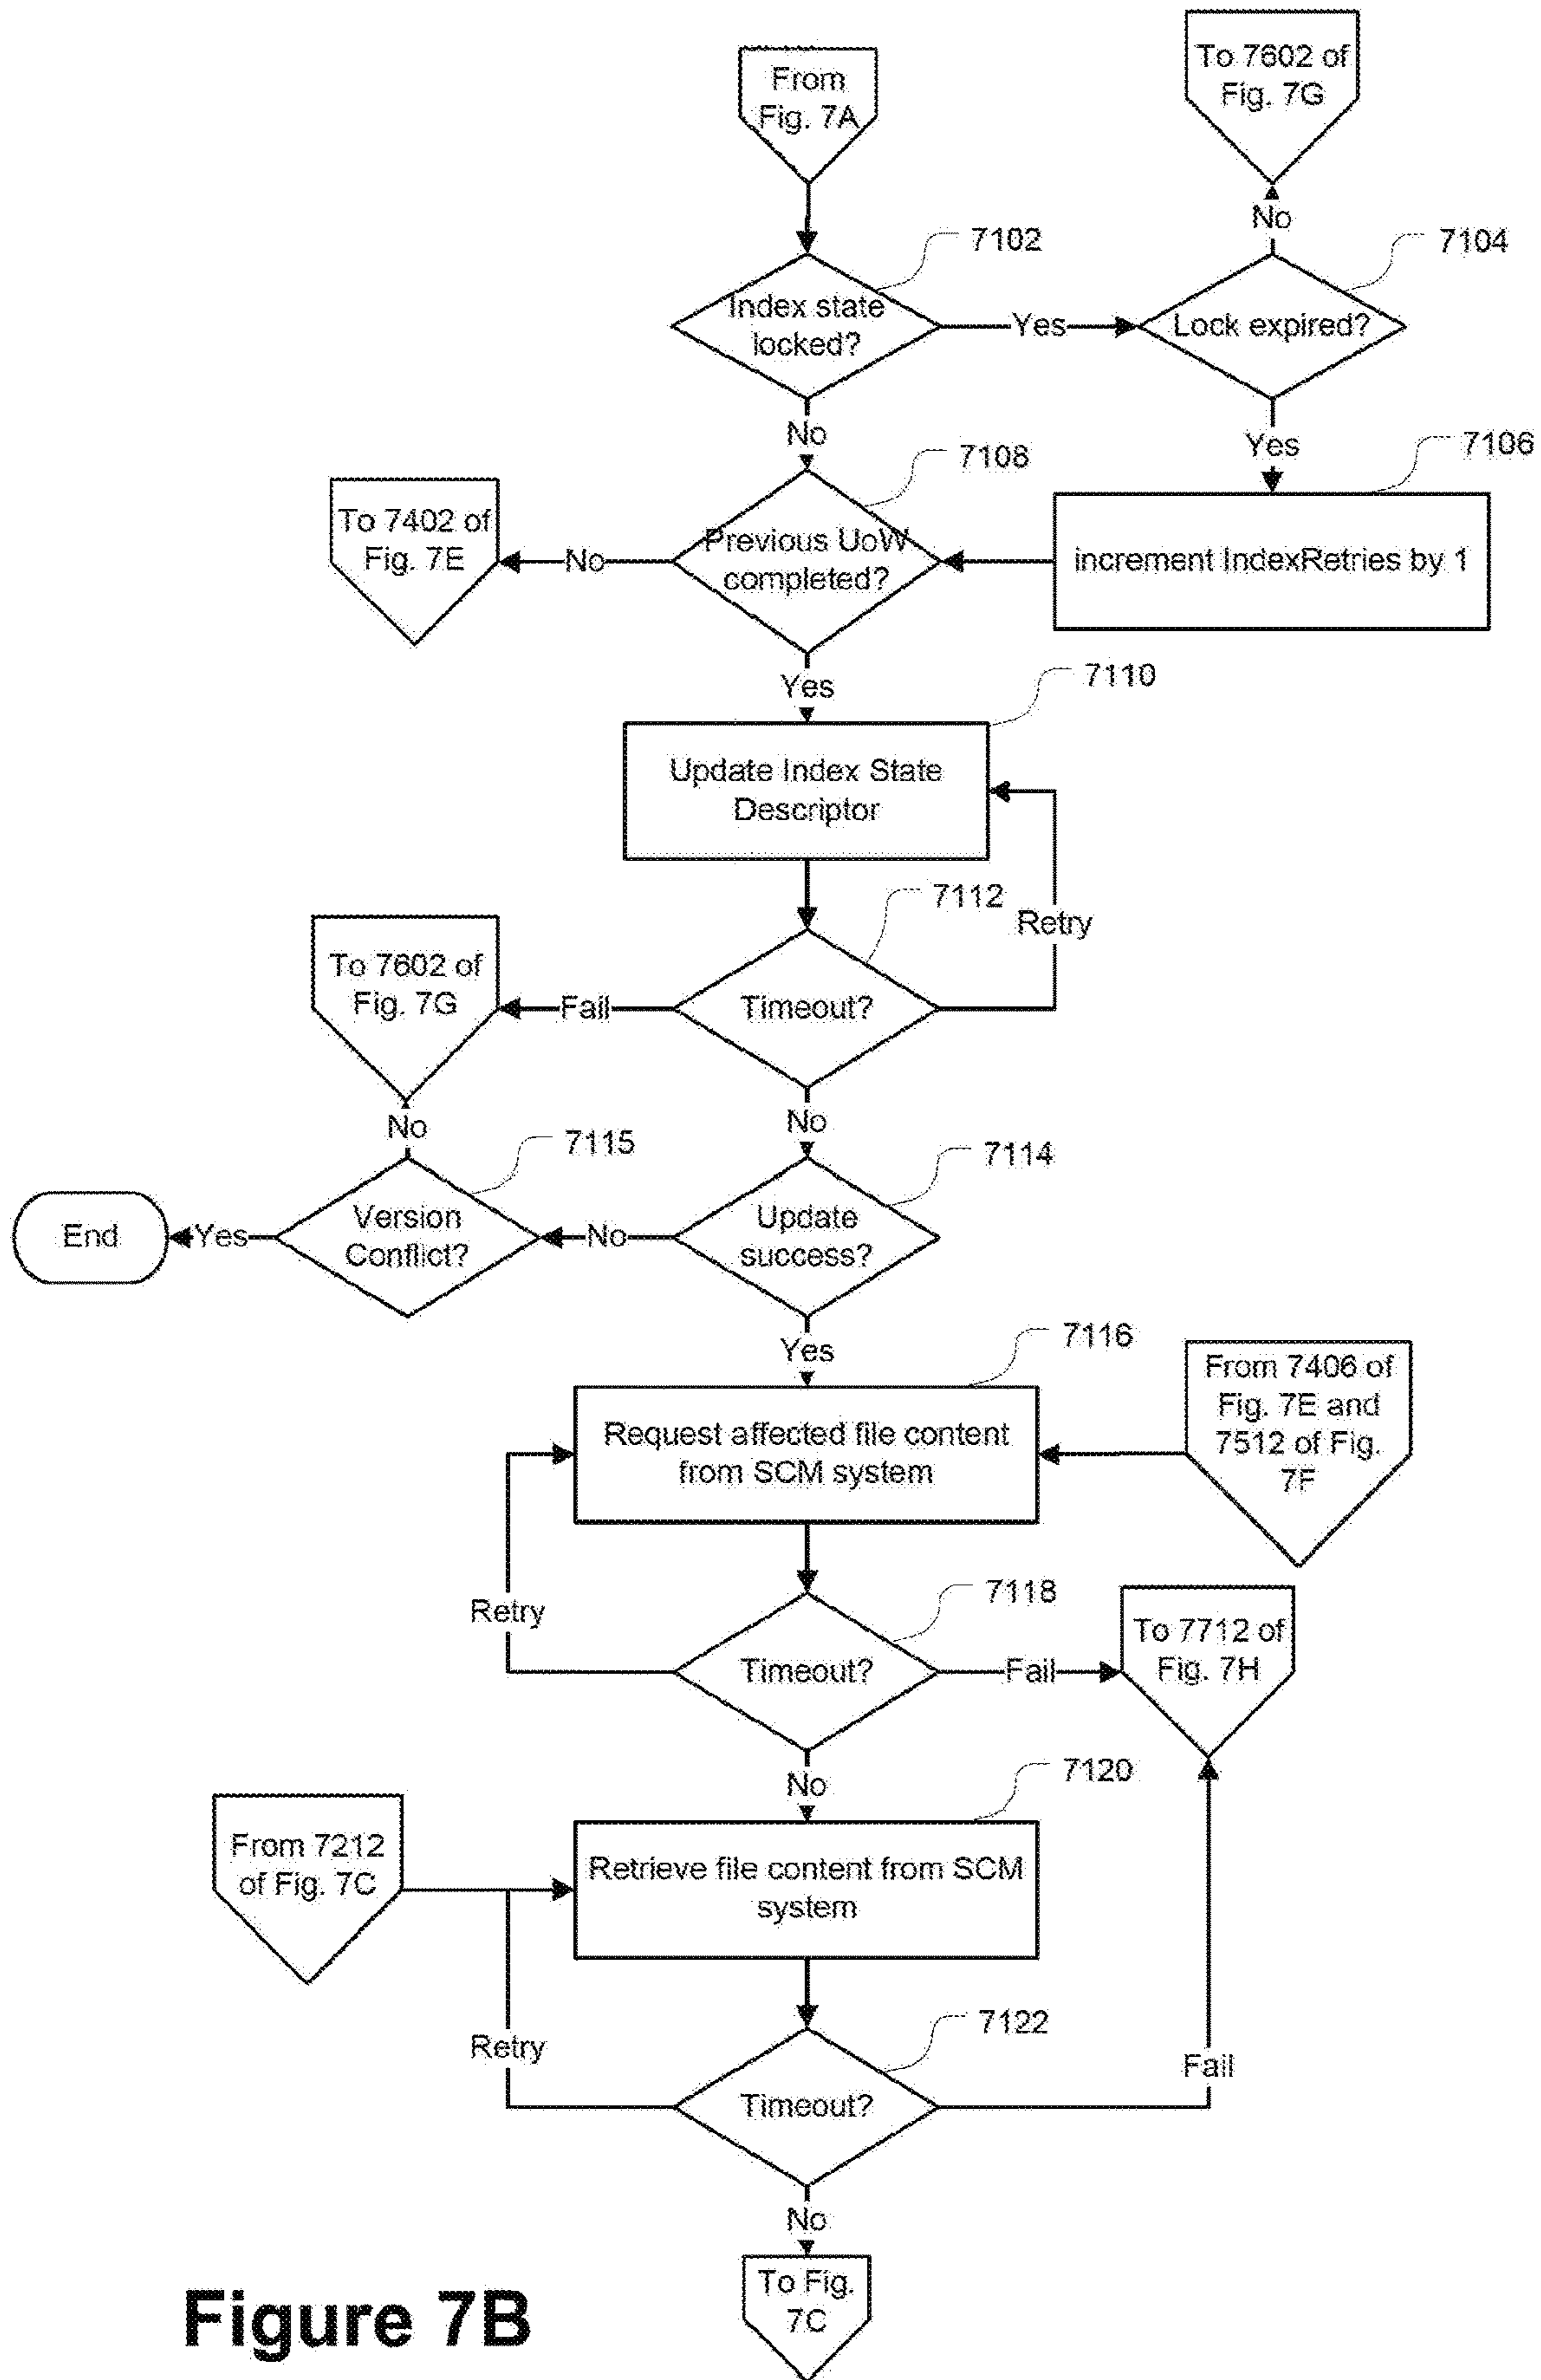 From
Fig. 7A
To 7602 of
Fig. 7G
No
7102
7104
Index state
locked?
Yes
Lock expired?
No
Yes
7108
7106
To 7402 of
Fig. 7E
No
Previous UoW
completed?
increment IndexRetries by 1
Yes
7110
Update Index State
Descriptor
7112
Retry
To 7602 of
Fig. 7G
Fail
Timeout?
No
No
7115
7114
End
Yes
Version
Conflict?
No
Update
success?
Yes
7116
Request affected file content
from SCM system
From 7406 of
Fig. 7E and
7512 of Fig.
7F
Retry
7118
Timeout?
Fail
To 7712 of
Fig. 7H
No
7120
From 7212
of Fig. 7C
Retrieve file content from SCM
system
Retry
7122
Timeout?
Fail
No
To Fig.
7C
Figure 7B